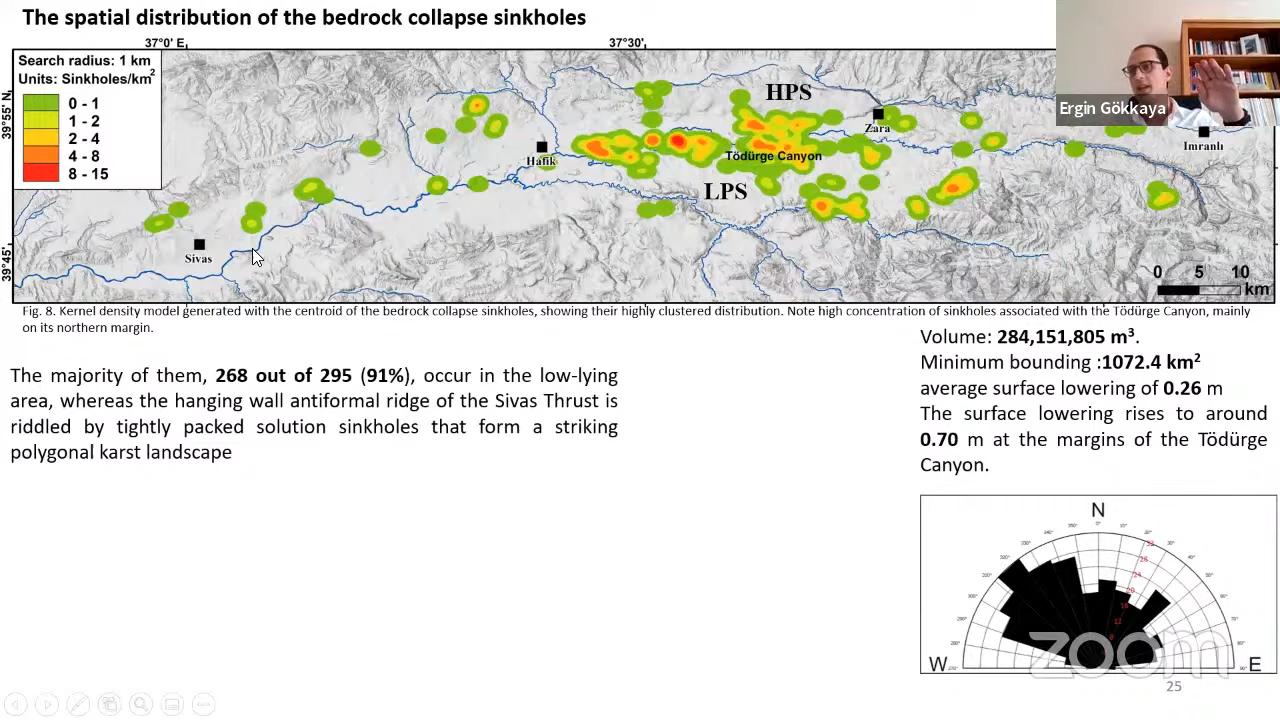 The spatial distribution of the bedrock collapse sinkholes
37°0' E
37°30'
39°55' N
39°45'
Search radius: 1 km
Units: Sinkholes/km2
0 - 1
1 - 2
2 - 4
4 - 8
8 - 15
HPS
Zara
Hafik
Tödürge Canyon
LPS
Sivas
Imranlı
0 5 10
km
Ergin Gökkaya
Fig. 8. Kernel density model generated with the centroid of the bedrock collapse sinkholes, showing their highly clustered distribution. Note high concentration of sinkholes associated with the Tödürge Canyon, mainly
on its northern margin.
The majority of them, 268 out of 295 (91%), occur in the low-lying
area, whereas the hanging wall antiformal ridge of the Sivas Thrust is
riddled by tightly packed solution sinkholes that form a striking
polygonal karst landscape
Volume: 284,151,805 m3.
Minimum bounding :1072.4 km2
average surface lowering of 0.26 m
The surface lowering rises to around
0.70 m at the margins of the Tödürge
Canyon.
N
W
E
zoom
25